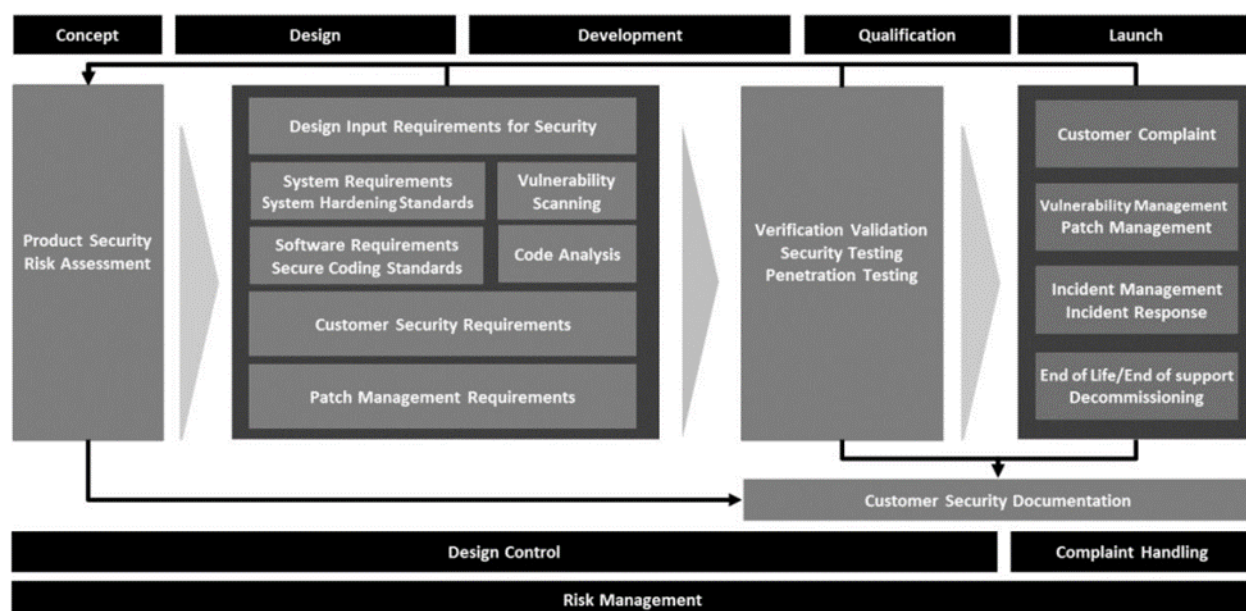 Concept
Design
Development
Qualification
Launch
Product Security
Risk Assessment
Design Input Requirements for Security
System Requirements
System Hardening Standards
Vulnerability
Scanning
Software Requirements
Secure Coding Standards
Code Analysis
Customer Security Requirements
Patch Management Requirements
Verification Validation
Security Testing
Penetration Testing
Customer Complaint
Vulnerability Management
Patch Management
Incident Management
Incident Response
End of Life/End of support
Decommissioning
Customer Security Documentation
Design Control
Complaint Handling
Risk Management